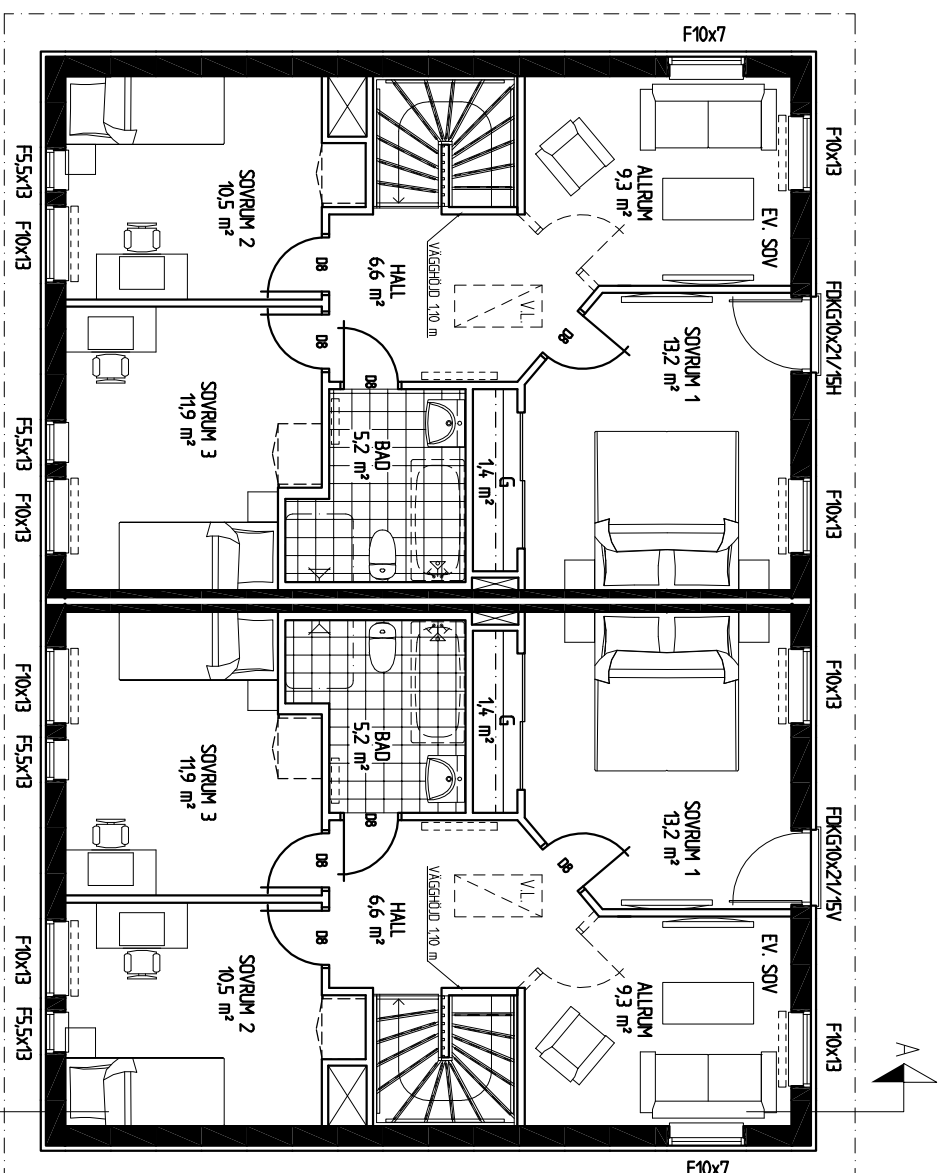 F10x7
F10x13
FDKG10x21/15H
F10x13
F10x13
FDKG10x21/15V
F10x13
F10x7
A
ALLRUM
9,3 m²
EV. SOV
SOVRUM 1
13,2 m²
SOVRUM 1
13,2 m²
EV. SOV
ALLRUM
9,3 m²
D8
D8
V.L.
G
1,4 m²
G
1,4 m²
V.L.
HALL
6,6 m²
VÄGGHÖJD 1,10 m
D8
BAD
5,2 m²
BAD
5,2 m²
D8
HALL
6,6 m²
VÄGGHÖJD 1,10 m
D8
D8
D8
D8
SOVRUM 2
10,5 m²
SOVRUM 3
11,9 m²
SOVRUM 3
11,9 m²
SOVRUM 2
10,5 m²
F5,5x13
F10x13
F5,5x13
F10x13
F10x13
F5,5x13
F10x13
F5,5x13